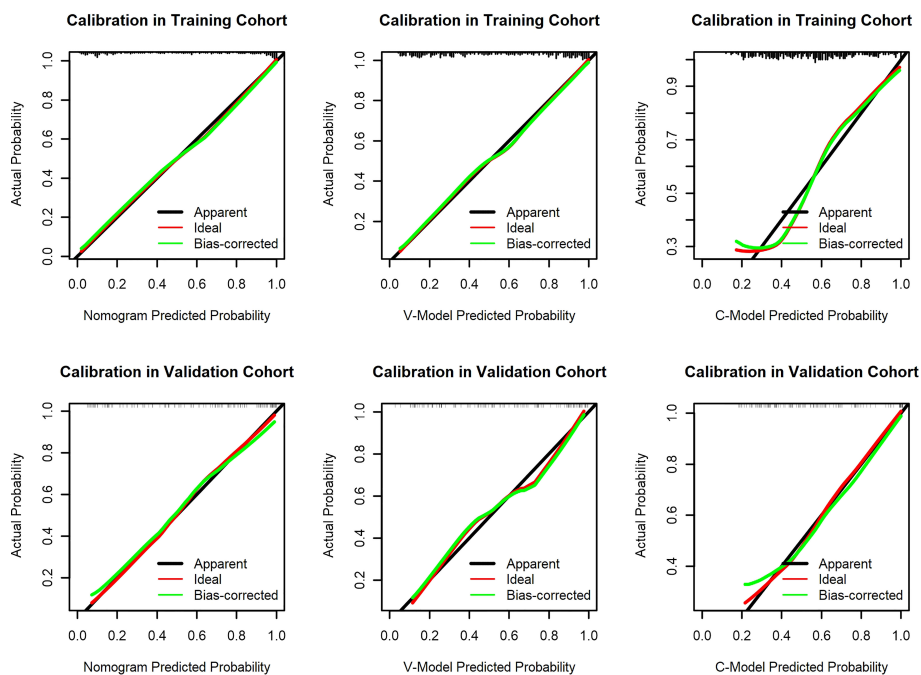 Calibration in Training Cohort
Actual Probability
0.0 0.2 0.4 0.6 0.8 1.0
Apparent
Ideal
Bias-corrected
0.0 0.2 0.4 0.6 0.8 1.0
Nomogram Predicted Probability
Calibration in Training Cohort
Actual Probability
0.2 0.4 0.6 0.8 1.0
Apparent
Ideal
Bias-corrected
0.0 0.2 0.4 0.6 0.8 1.0
V-Model Predicted Probability
Calibration in Training Cohort
Actual Probability
0.3 0.5 0.7 0.9
Apparent
Ideal
Bias-corrected
0.0 0.2 0.4 0.6 0.8 1.0
C-Model Predicted Probability
Calibration in Validation Cohort
Actual Probability
0.2 0.4 0.6 0.8 1.0
Apparent
Ideal
Bias-corrected
0.0 0.2 0.4 0.6 0.8 1.0
Nomogram Predicted Probability
Calibration in Validation Cohort
Actual Probability
0.2 0.4 0.6 0.8 1.0
Apparent
Ideal
Bias-corrected
0.0 0.2 0.4 0.6 0.8 1.0
V-Model Predicted Probability
Calibration in Validation Cohort
Actual Probability
0.4 0.6 0.8 1.0
Apparent
Ideal
Bias-corrected
0.0 0.2 0.4 0.6 0.8 1.0
C-Model Predicted Probability